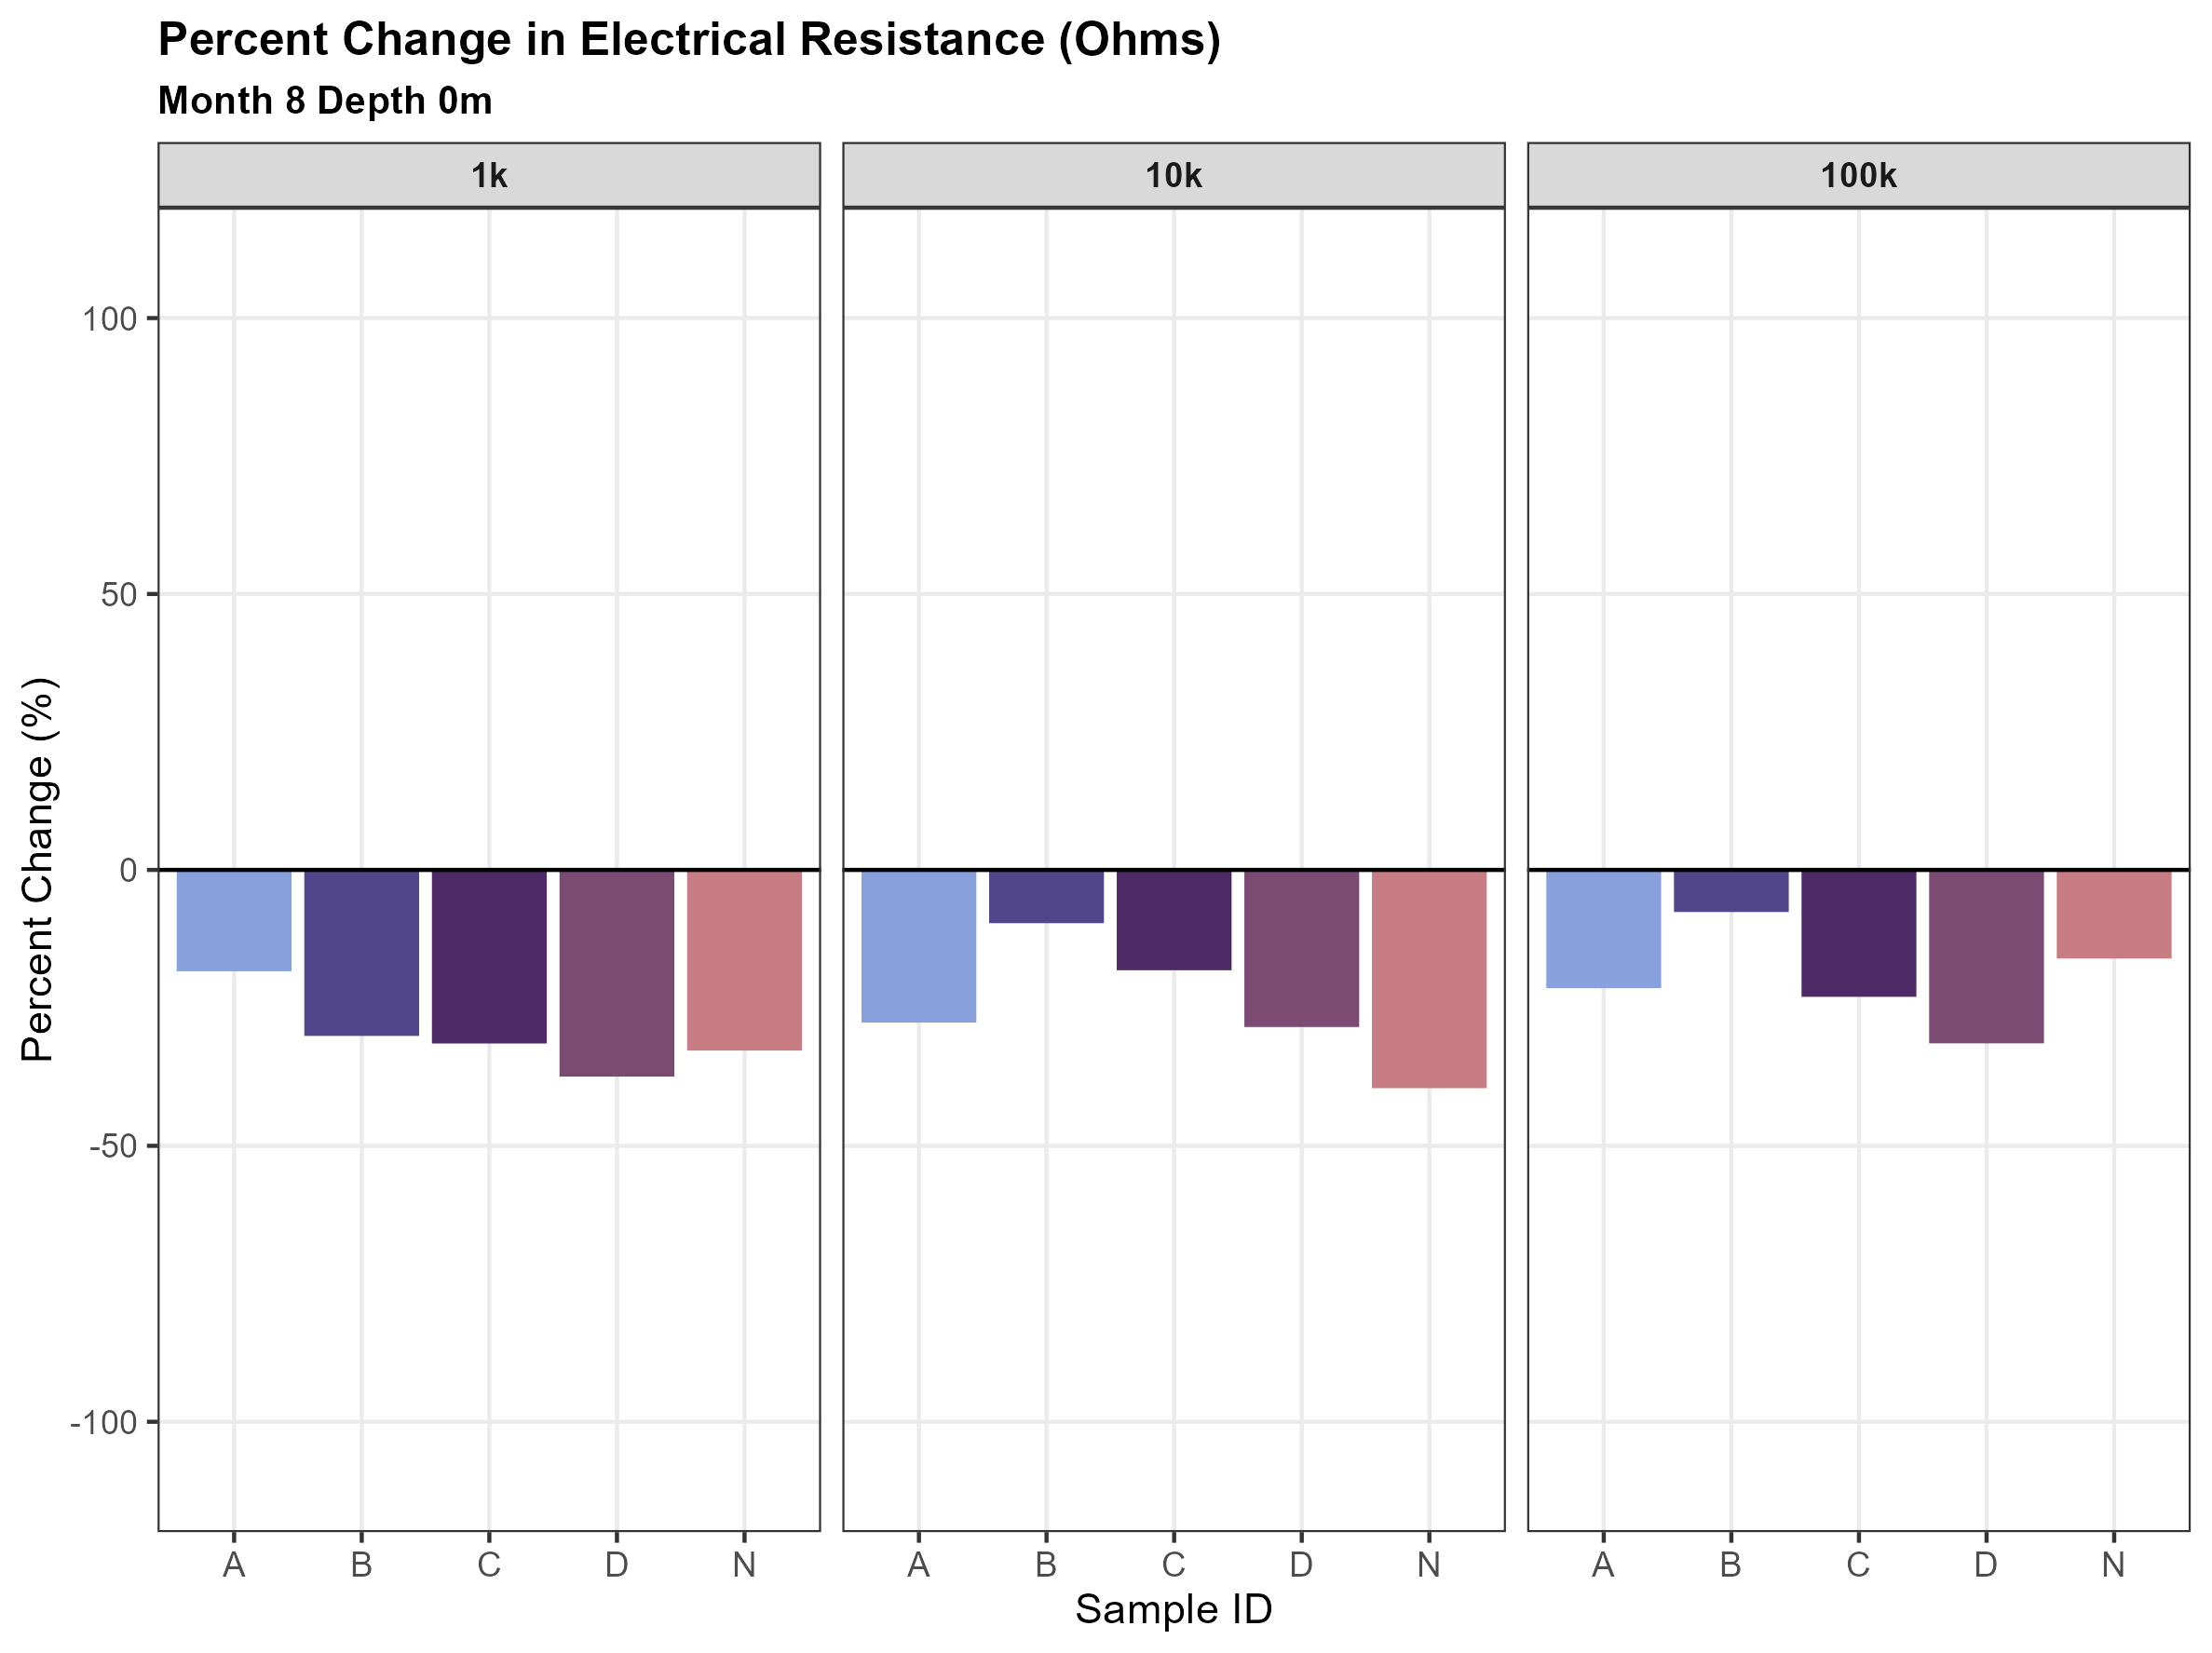 Percent Change in Electrical Resistance (Ohms)
Month 8 Depth 0m
1k
10k
100k
Percent Change (%)
100
50
0
-50
-100
A B C D N
A B C D N
A B C D N
Sample ID